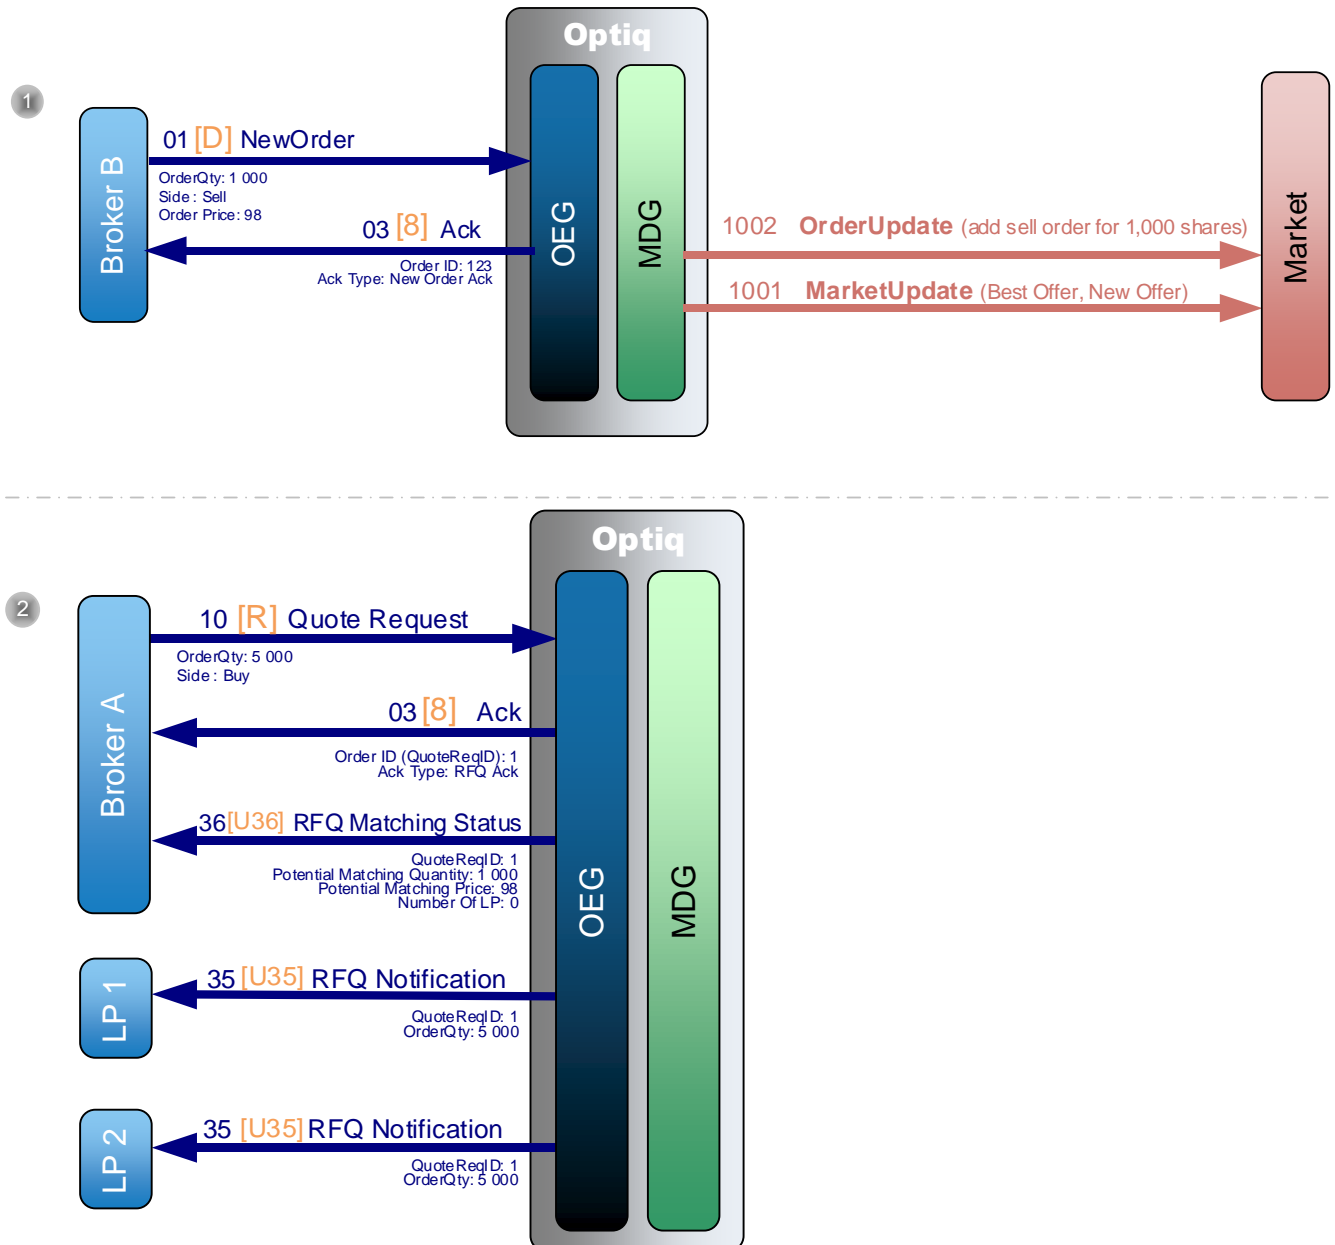 Optiq
1
Broker B
01 [D] NewOrder
OrderQty: 1 000
Side : Sell
Order Price: 98
03 [8] Ack
Order ID: 123
Ack Type: New Order Ack
OEG
MDG
1002 OrderUpdate (add sell order for 1,000 shares)
1001 MarketUpdate (Best Offer, New Offer)
Market
Optiq
2
Broker A
10 [R] Quote Request
OrderQty: 5 000
Side : Buy
03 [8] Ack
Order ID (QuoteReqID): 1
Ack Type: RFQ Ack
36 [U36] RFQ Matching Status
QuoteReqID: 1
Potential Matching Quantity: 1 000
Potential Matching Price: 98
Number Of LP: 0
OEG
MDG
LP 1
35 [U35] RFQ Notification
QuoteReqID: 1
OrderQty: 5 000
LP 2
35 [U35] RFQ Notification
QuoteReqID: 1
OrderQty: 5 000